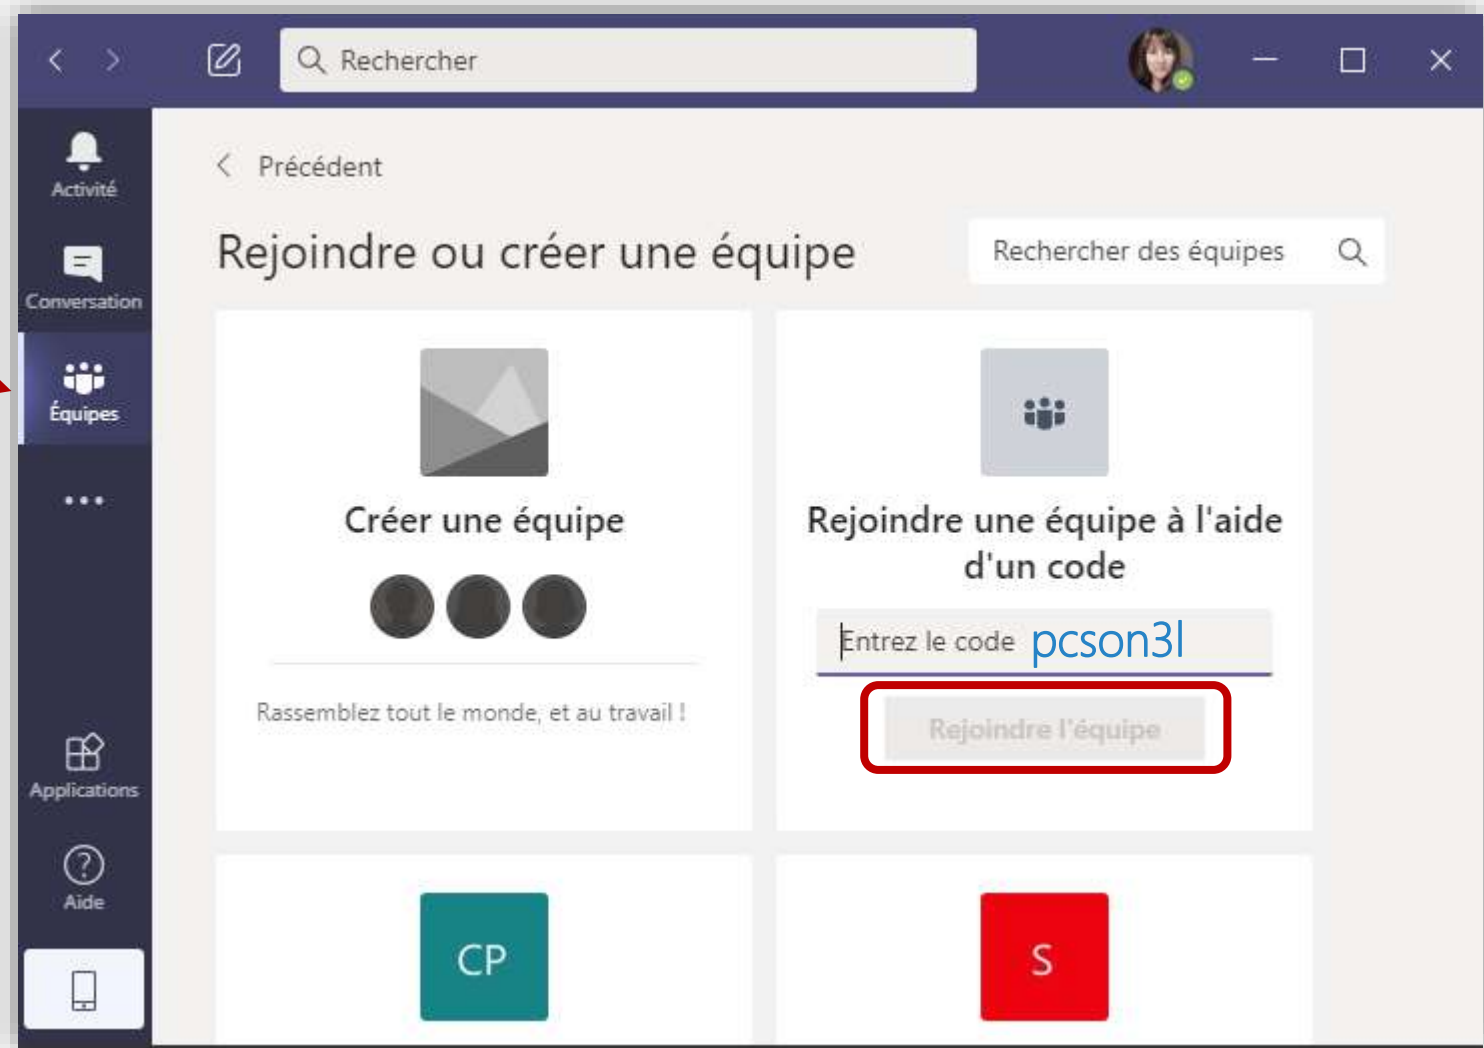 Rechercher
Activité
Conversation
Équipes
Applications
Aide
Précédent
Rejoindre ou créer une équipe
Rechercher des équipes
Créer une équipe
Rassemblez tout le monde, et au travail !
Rejoindre une équipe à l'aide
d'un code
Entrez le code pcson3l
Rejoindre l'équipe
CP
S